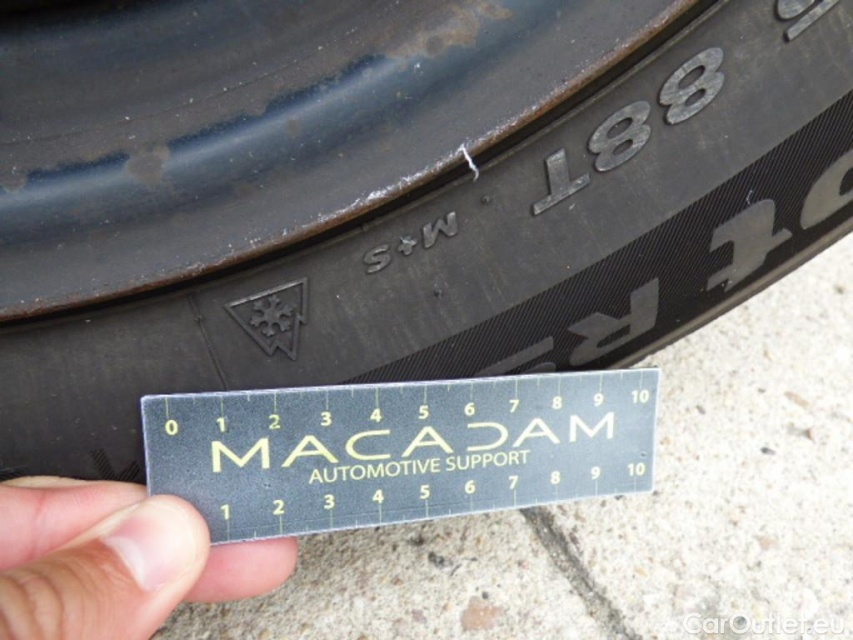 88T
M+S
R-
0 1 2 3 4 5 6 7 8 9 10
MACADAM
AUTOMOTIVE SUPPORT
1 2 3 4 5 6 7 8 9 10
CarOutlet.eu